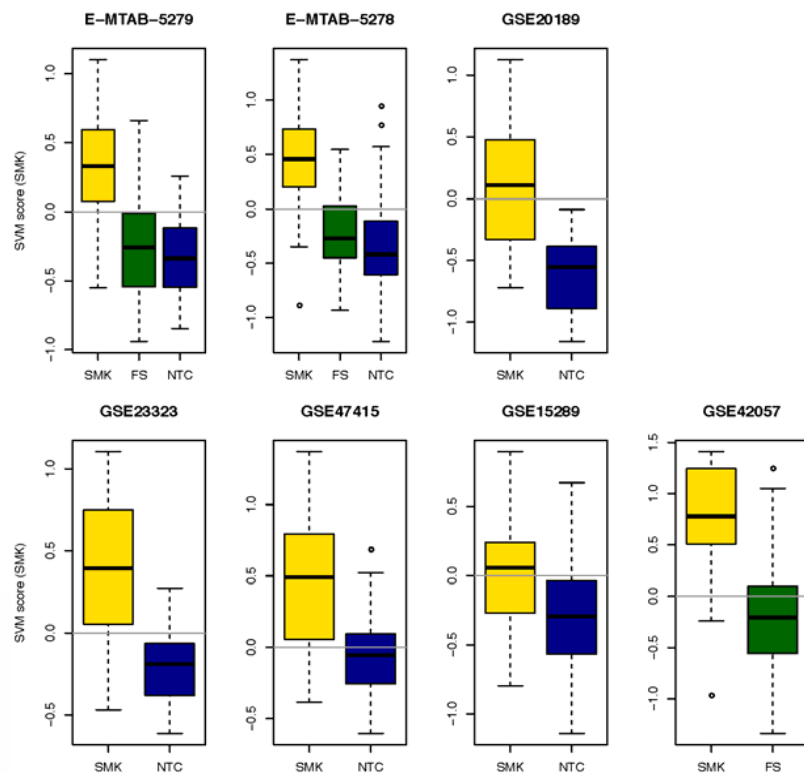 E-MTAB-5279 E-MTAB-5278 GSE20189
SVM score (SMK)
1.0 0.5 0.0 -0.5 -1.0
SMK FS NTC
1.0 0.5 0.0 -0.5 -1.0
SMK FS NTC
1.0 0.5 0.0 -0.5 -1.0
SMK NTC
GSE23323 GSE47415 GSE15289 GSE42057
SVM score (SMK)
1.0 0.5 0.0 -0.5
SMK NTC
1.0 0.5 0.0 -0.5
SMK NTC
0.5 0.0 -0.5 -1.0
SMK NTC
1.5 1.0 0.5 0.0 -0.5 -1.0
SMK FS